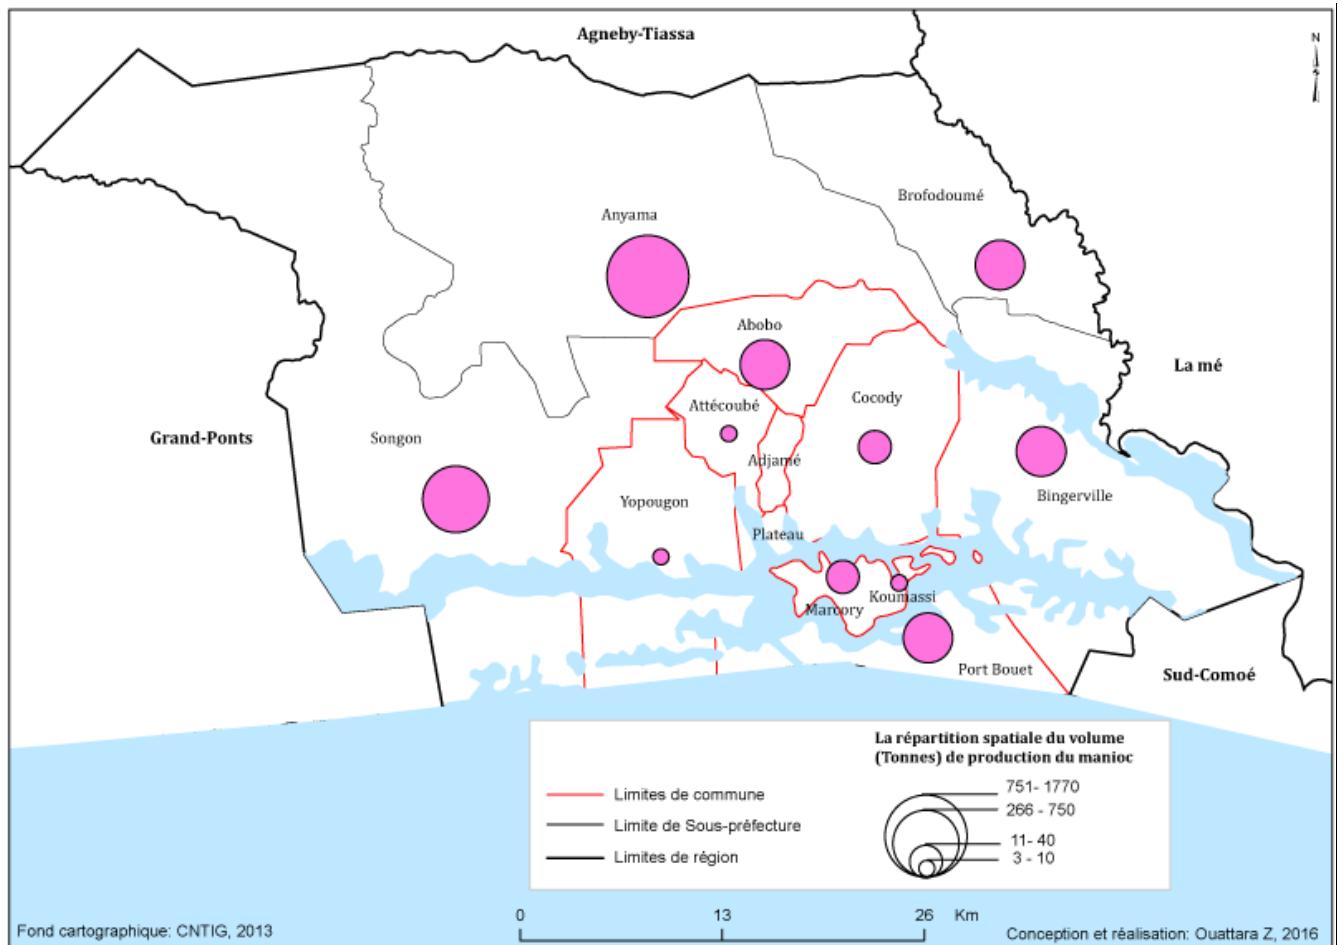 Agneby-Tiassa
N
Brofodoumé
Anyama
Abobo
La mé
Attécoubé
Cocody
Grand-Ponts
Songon
Adjamé
Yopougon
Bingerville
Plateau
Koumassi
Marcory
Port Bouet
Sud-Comoé
La répartition spatiale du volume
(Tonnes) de production du manioc
Limites de commune
Limite de Sous-préfecture
Limites de région
751- 1770
266 - 750
11- 40
3 - 10
0 13 26 Km
Fond cartographique: CNTIG, 2013
Conception et réalisation: Ouattara Z, 2016